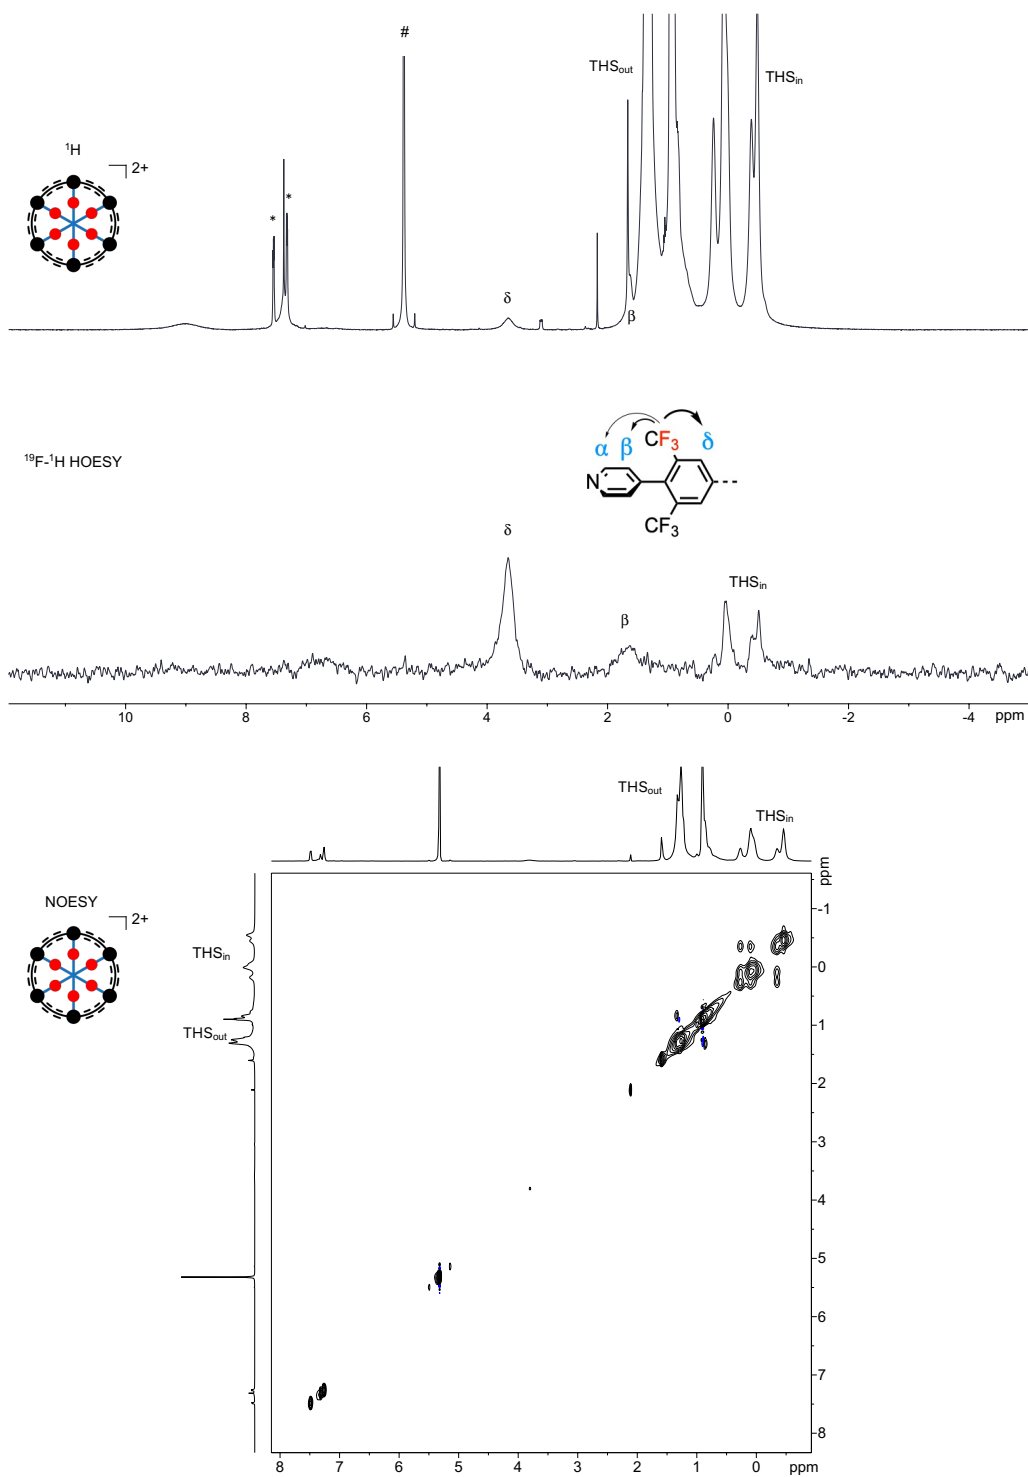 #
THSout
THSin
¹H
2+
*
*
δ
β
¹⁹F-¹H HOESY
α β CF₃ δ
N
CF₃
δ
THSin
β
10 8 6 4 2 0 -2 -4 ppm
THSout
THSin
ppm
NOESY
2+
THSin
THSout
-1
0
1
2
3
4
5
6
7
8
8 7 6 5 4 3 2 1 0 ppm